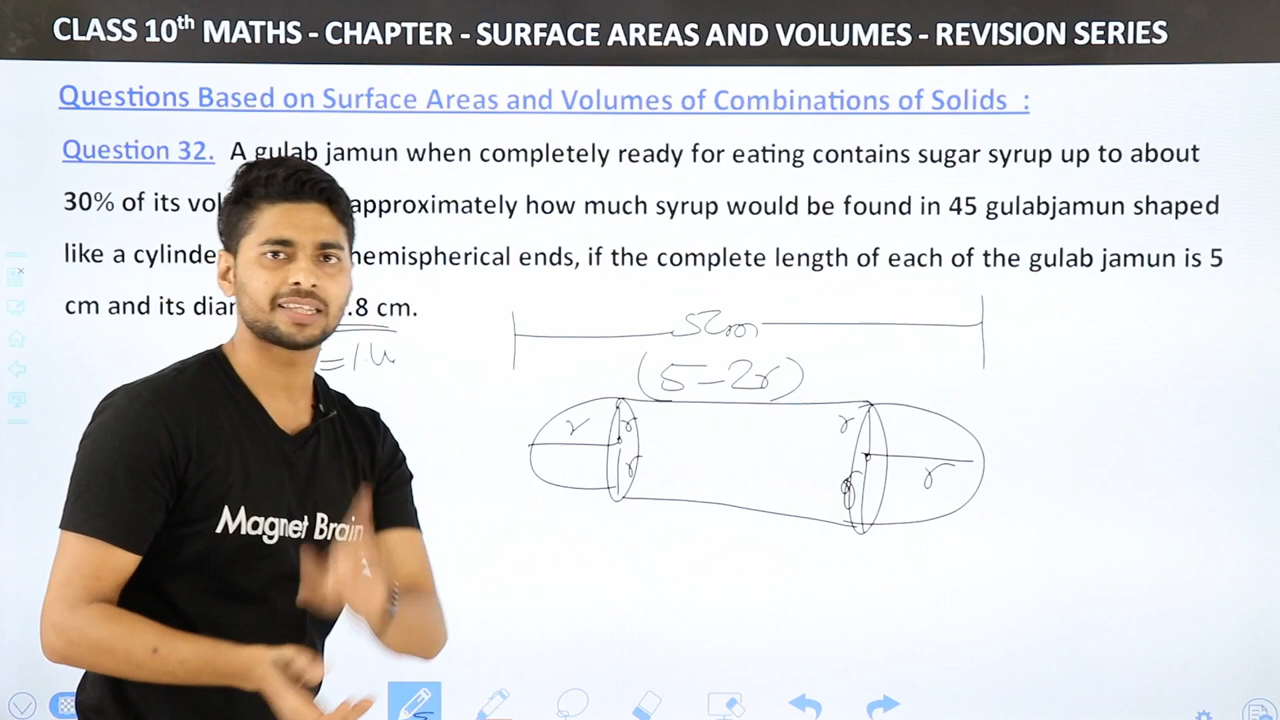 CLASS 10th MATHS - CHAPTER - SURFACE AREAS AND VOLUMES - REVISION SERIES
Questions Based on Surface Areas and Volumes of Combinations of Solids :
Question 32. A gulab jamun when completely ready for eating contains sugar syrup up to about
30% of its vol approximately how much syrup would be found in 45 gulabjamun shaped
like a cylinde hemispherical ends, if the complete length of each of the gulab jamun is 5
cm and its diar .8 cm.
5cm
=1.4
(5-2r)
r r r
r r
Magnet Brain